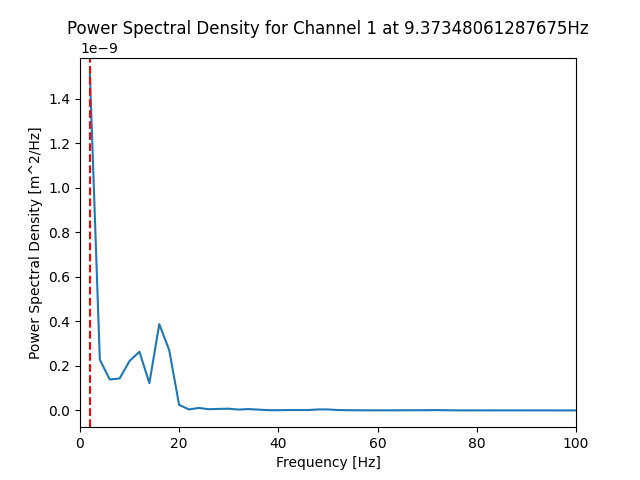 Power Spectral Density for Channel 1 at 9.37348061287675Hz
1e−9
1.4
1.2
1.0
0.8
0.6
0.4
0.2
0.0
Power Spectral Density [m^2/Hz]
0 20 40 60 80 100
Frequency [Hz]